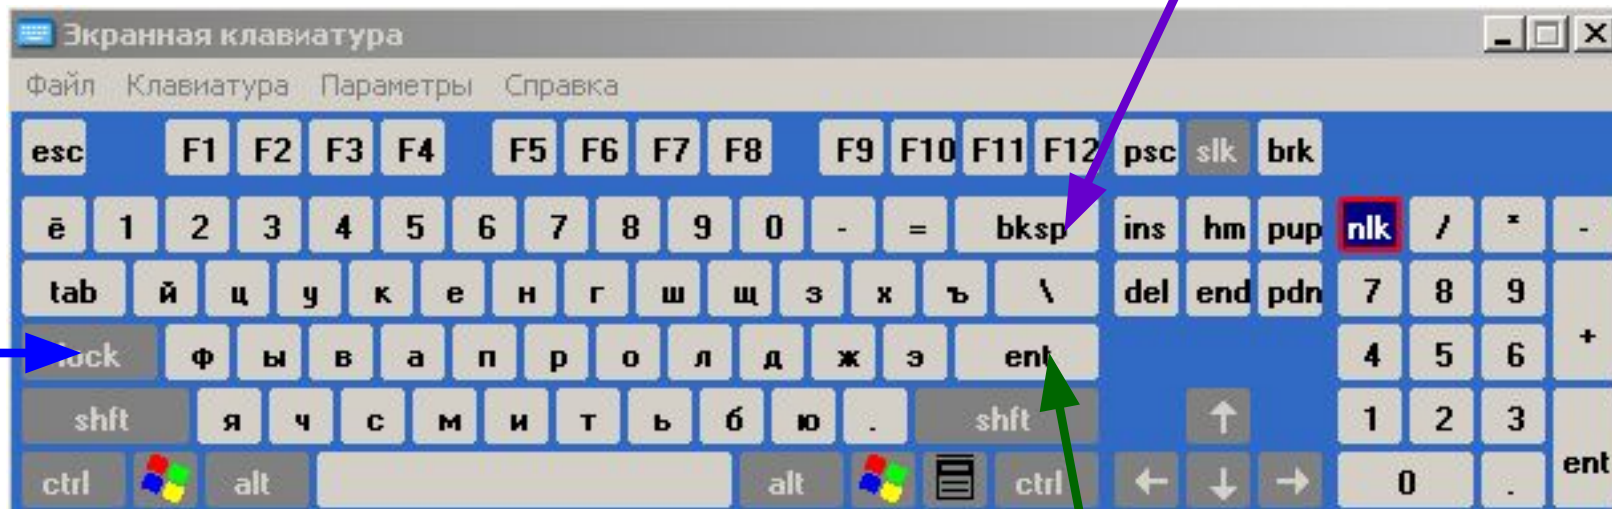 Экранная клавиатура
Файл Клавиатура Параметры Справка
esc F1 F2 F3 F4 F5 F6 F7 F8 F9 F10 F11 F12 psc slk brk
ё 1 2 3 4 5 6 7 8 9 0 - = bksp ins hm pup nlk / * -
tab й ц у к е н г ш щ з х ъ \ del end pdn 7 8 9
lock ф ы в а п р о л д ж э ent 4 5 6 +
shft я ч с м и т ь б ю . shft ↑ 1 2 3
ctrl alt alt ctrl ← ↓ → 0 . ent